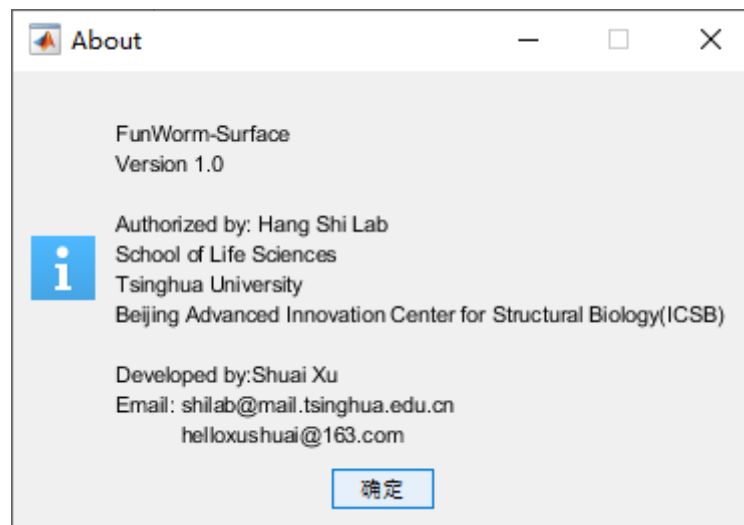 About
FunWorm-Surface
Version 1.0
Authorized by: Hang Shi Lab
School of Life Sciences
Tsinghua University
Beijing Advanced Innovation Center for Structural Biology(ICSB)
Developed by:Shuai Xu
Email: shilab@mail.tsinghua.edu.cn
helloxushuai@163.com
确定